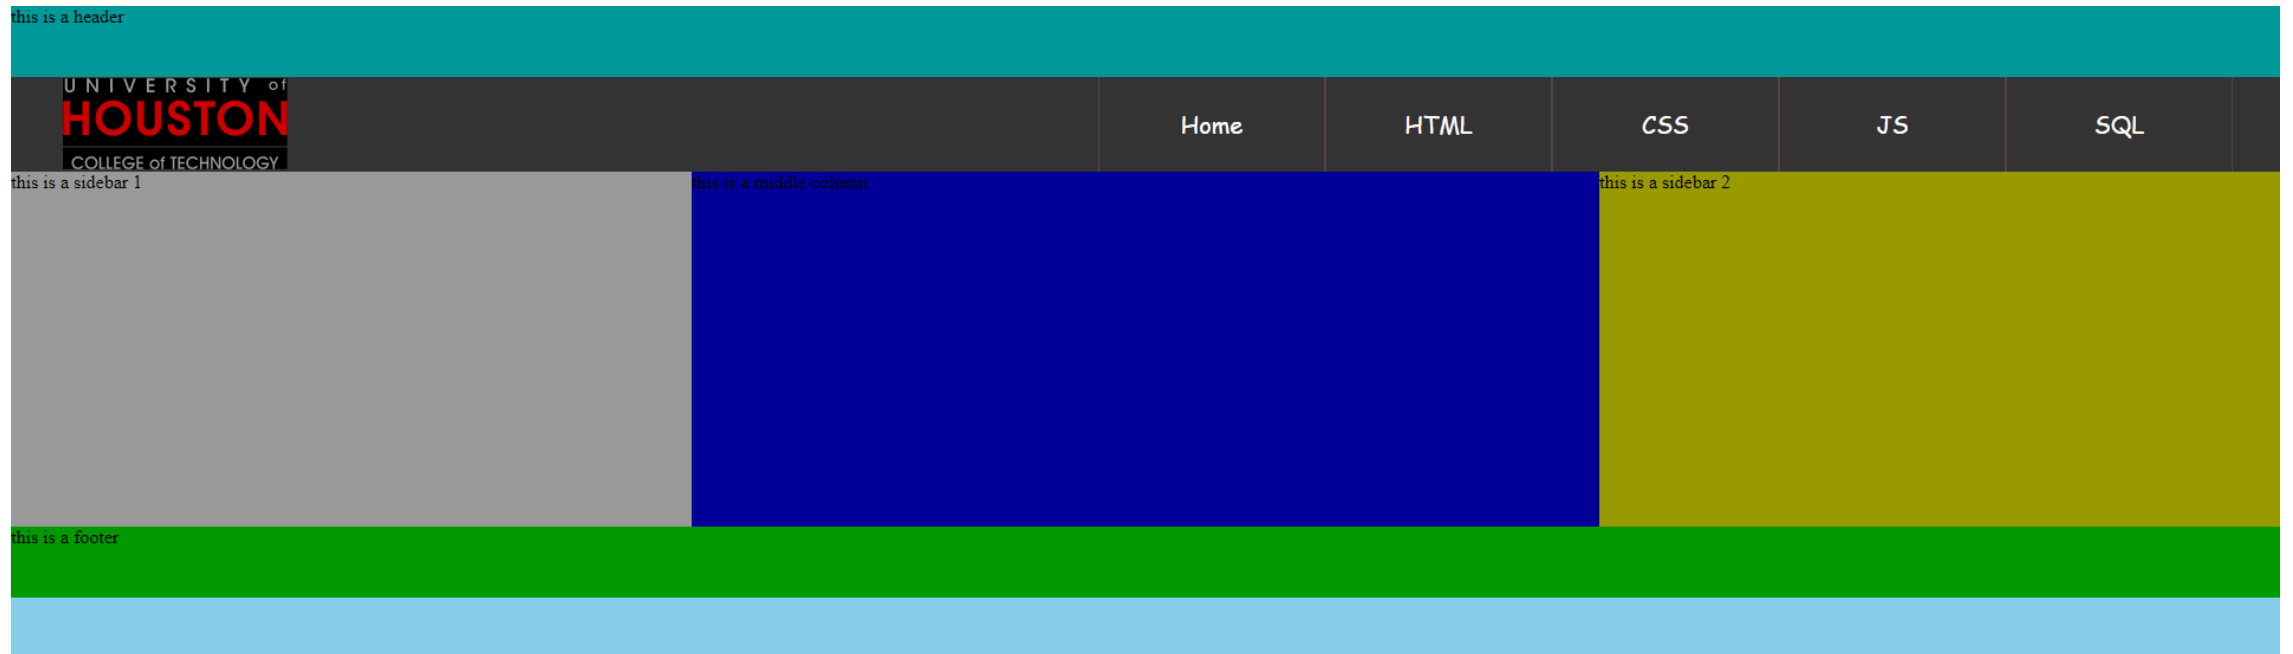 this is a header
UNIVERSITY of
HOUSTON
COLLEGE of TECHNOLOGY
Home HTML CSS JS SQL
this is a sidebar 1
this is a middle column
this is a sidebar 2
this is a footer